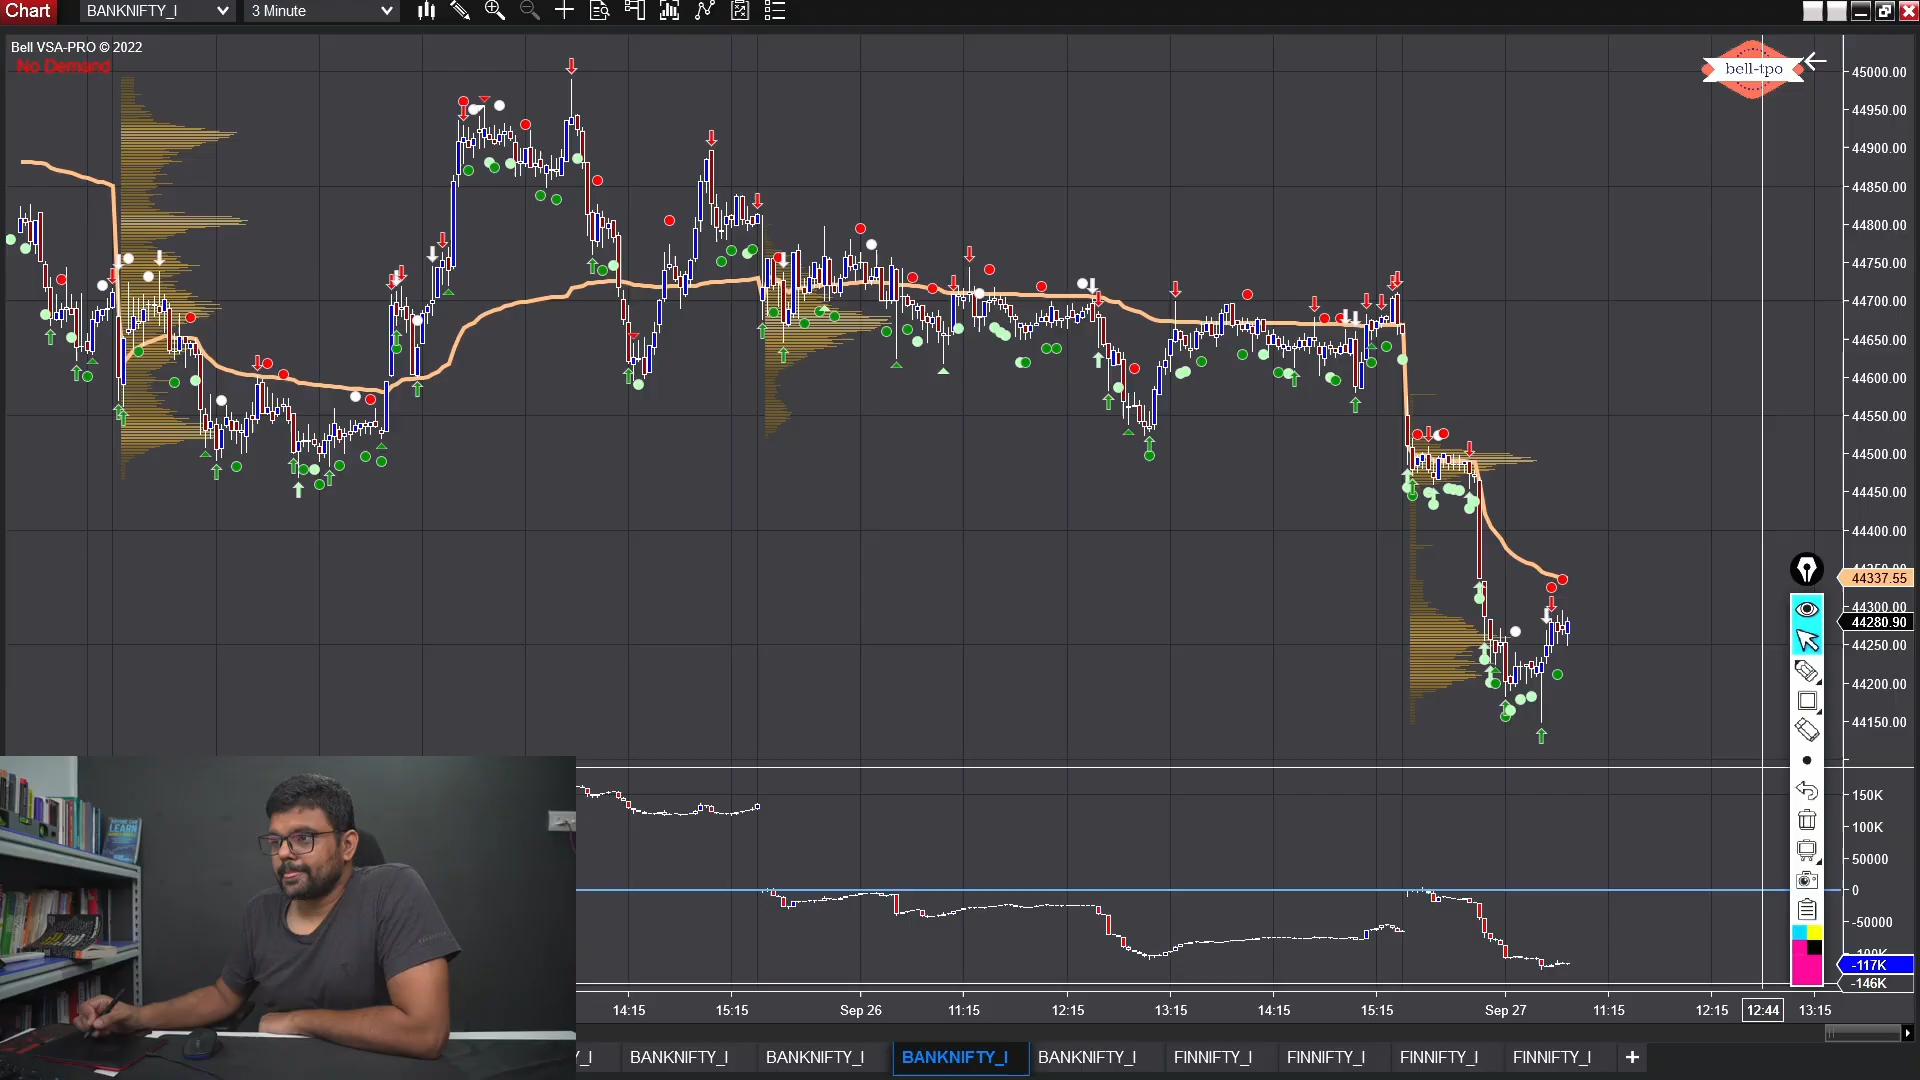 Chart BANKNIFTY_I 3 Minute
Bell VSA-PRO © 2022
No Demand
bell-tpo
45000.00
44950.00
44900.00
44850.00
44800.00
44750.00
44700.00
44650.00
44600.00
44550.00
44500.00
44450.00
44400.00
44337.55
44300.00
44280.90
44250.00
44200.00
44150.00
150K
100K
50000
0
-50000
-117K
-146K
14:15 15:15 Sep 26 11:15 12:15 13:15 14:15 15:15 Sep 27 11:15 12:15 12:44 13:15
Y_I BANKNIFTY_I BANKNIFTY_I BANKNIFTY_I BANKNIFTY_I FINNIFTY_I FINNIFTY_I FINNIFTY_I FINNIFTY_I +
LEARN